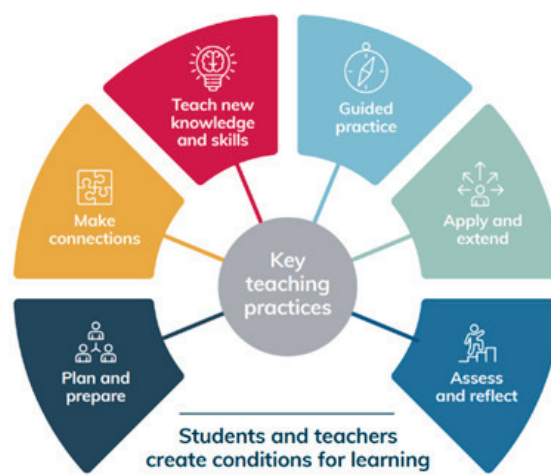 Plan and
prepare
Make
connections
Teach new
knowledge
and skills
Guided
practice
Apply and
extend
Assess
and reflect
Key
teaching
practices
Students and teachers
create conditions for learning